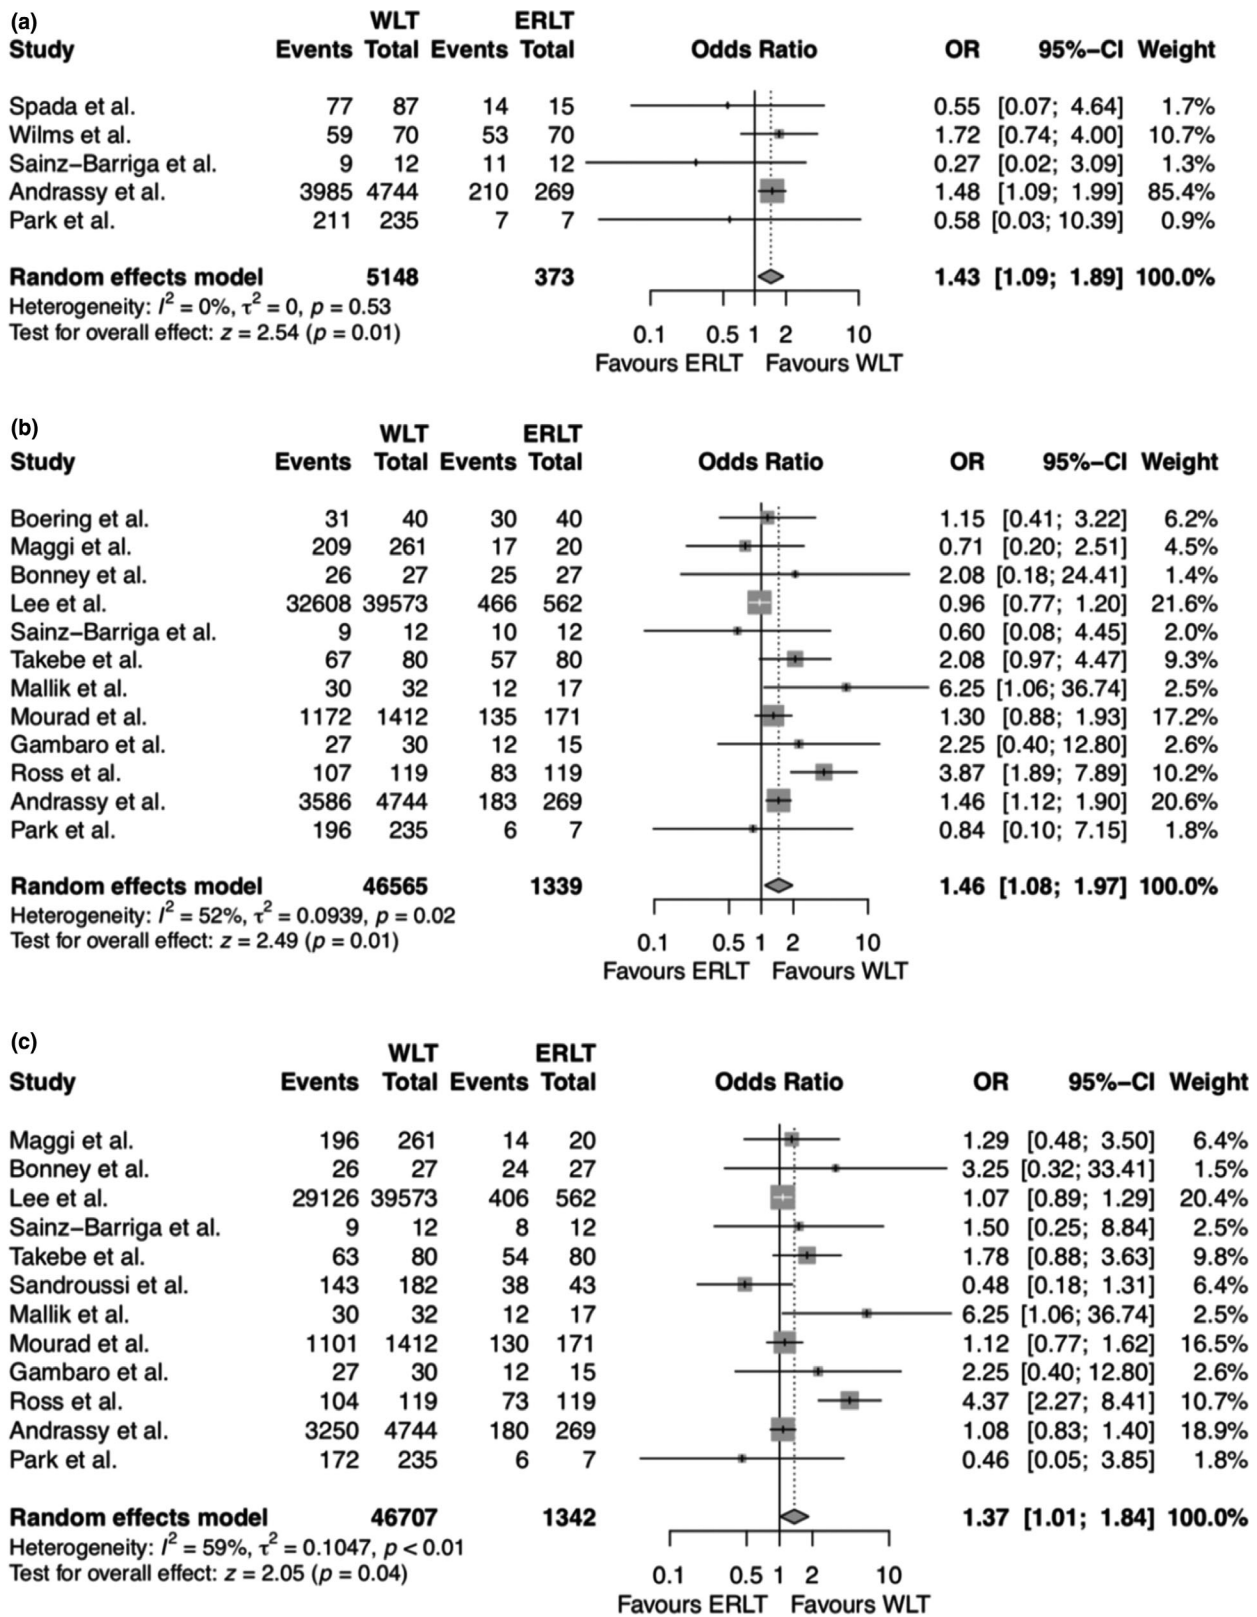 (a)
WLT ERLT
Study Events Total Events Total Odds Ratio OR 95%–CI Weight
Spada et al. 77 87 14 15 0.55 [0.07; 4.64] 1.7%
Wilms et al. 59 70 53 70 1.72 [0.74; 4.00] 10.7%
Sainz–Barriga et al. 9 12 11 12 0.27 [0.02; 3.09] 1.3%
Andrassy et al. 3985 4744 210 269 1.48 [1.09; 1.99] 85.4%
Park et al. 211 235 7 7 0.58 [0.03; 10.39] 0.9%
Random effects model 5148 373 1.43 [1.09; 1.89] 100.0%
Heterogeneity: I² = 0%, τ² = 0, p = 0.53
Test for overall effect: z = 2.54 (p = 0.01)
0.1 0.5 1 2 10
Favours ERLT Favours WLT
(b)
WLT ERLT
Study Events Total Events Total Odds Ratio OR 95%–CI Weight
Boering et al. 31 40 30 40 1.15 [0.41; 3.22] 6.2%
Maggi et al. 209 261 17 20 0.71 [0.20; 2.51] 4.5%
Bonney et al. 26 27 25 27 2.08 [0.18; 24.41] 1.4%
Lee et al. 32608 39573 466 562 0.96 [0.77; 1.20] 21.6%
Sainz–Barriga et al. 9 12 10 12 0.60 [0.08; 4.45] 2.0%
Takebe et al. 67 80 57 80 2.08 [0.97; 4.47] 9.3%
Mallik et al. 30 32 12 17 6.25 [1.06; 36.74] 2.5%
Mourad et al. 1172 1412 135 171 1.30 [0.88; 1.93] 17.2%
Gambaro et al. 27 30 12 15 2.25 [0.40; 12.80] 2.6%
Ross et al. 107 119 83 119 3.87 [1.89; 7.89] 10.2%
Andrassy et al. 3586 4744 183 269 1.46 [1.12; 1.90] 20.6%
Park et al. 196 235 6 7 0.84 [0.10; 7.15] 1.8%
Random effects model 46565 1339 1.46 [1.08; 1.97] 100.0%
Heterogeneity: I² = 52%, τ² = 0.0939, p = 0.02
Test for overall effect: z = 2.49 (p = 0.01)
0.1 0.5 1 2 10
Favours ERLT Favours WLT
(c)
WLT ERLT
Study Events Total Events Total Odds Ratio OR 95%–CI Weight
Maggi et al. 196 261 14 20 1.29 [0.48; 3.50] 6.4%
Bonney et al. 26 27 24 27 3.25 [0.32; 33.41] 1.5%
Lee et al. 29126 39573 406 562 1.07 [0.89; 1.29] 20.4%
Sainz–Barriga et al. 9 12 8 12 1.50 [0.25; 8.84] 2.5%
Takebe et al. 63 80 54 80 1.78 [0.88; 3.63] 9.8%
Sandroussi et al. 143 182 38 43 0.48 [0.18; 1.31] 6.4%
Mallik et al. 30 32 12 17 6.25 [1.06; 36.74] 2.5%
Mourad et al. 1101 1412 130 171 1.12 [0.77; 1.62] 16.5%
Gambaro et al. 27 30 12 15 2.25 [0.40; 12.80] 2.6%
Ross et al. 104 119 73 119 4.37 [2.27; 8.41] 10.7%
Andrassy et al. 3250 4744 180 269 1.08 [0.83; 1.40] 18.9%
Park et al. 172 235 6 7 0.46 [0.05; 3.85] 1.8%
Random effects model 46707 1342 1.37 [1.01; 1.84] 100.0%
Heterogeneity: I² = 59%, τ² = 0.1047, p < 0.01
Test for overall effect: z = 2.05 (p = 0.04)
0.1 0.5 1 2 10
Favours ERLT Favours WLT